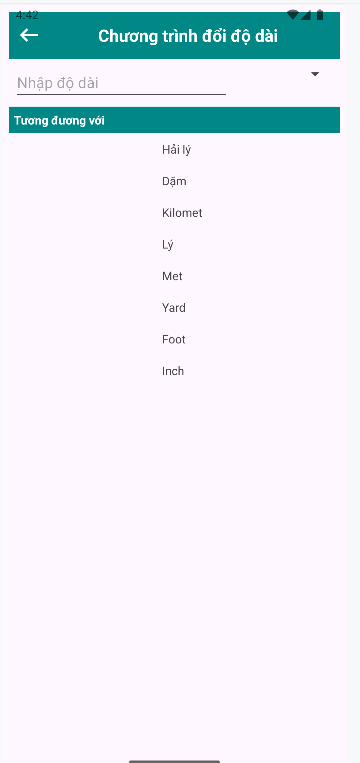 4:42
Chương trình đổi độ dài
Nhập độ dài
Tương đương với
Hải lý
Dặm
Kilomet
Lý
Met
Yard
Foot
Inch